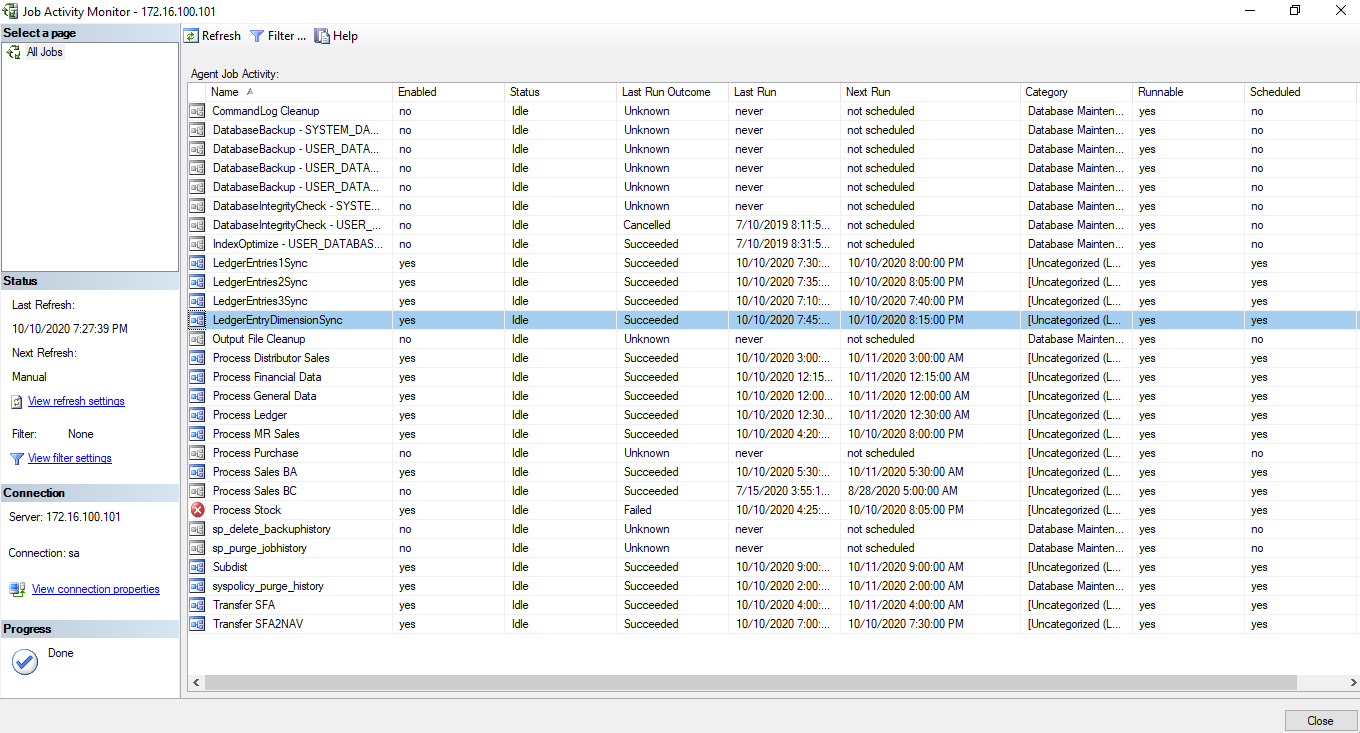 Job Activity Monitor - 172.16.100.101
Select a page
All Jobs
Refresh Filter ... Help
Agent Job Activity:
Name Enabled Status Last Run Outcome Last Run Next Run Category Runnable Scheduled
CommandLog Cleanup no Idle Unknown never not scheduled Database Mainten... yes no
DatabaseBackup - SYSTEM_DA... no Idle Unknown never not scheduled Database Mainten... yes no
DatabaseBackup - USER_DATA... no Idle Unknown never not scheduled Database Mainten... yes no
DatabaseBackup - USER_DATA... no Idle Unknown never not scheduled Database Mainten... yes no
DatabaseBackup - USER_DATA... no Idle Unknown never not scheduled Database Mainten... yes no
DatabaseIntegrityCheck - SYSTE... no Idle Unknown never not scheduled Database Mainten... yes no
DatabaseIntegrityCheck - USER_... no Idle Cancelled 7/10/2019 8:11:5... not scheduled Database Mainten... yes no
IndexOptimize - USER_DATABAS... no Idle Succeeded 7/10/2019 8:31:5... not scheduled Database Mainten... yes no
LedgerEntries1Sync yes Idle Succeeded 10/10/2020 7:30:... 10/10/2020 8:00:00 PM [Uncategorized (L... yes yes
LedgerEntries2Sync yes Idle Succeeded 10/10/2020 7:35:... 10/10/2020 8:05:00 PM [Uncategorized (L... yes yes
LedgerEntries3Sync yes Idle Succeeded 10/10/2020 7:10:... 10/10/2020 7:40:00 PM [Uncategorized (L... yes yes
LedgerEntryDimensionSync yes Idle Succeeded 10/10/2020 7:45:... 10/10/2020 8:15:00 PM [Uncategorized (L... yes yes
Output File Cleanup no Idle Unknown never not scheduled Database Mainten... yes no
Process Distributor Sales yes Idle Succeeded 10/10/2020 3:00:... 10/11/2020 3:00:00 AM [Uncategorized (L... yes yes
Process Financial Data yes Idle Succeeded 10/10/2020 12:15... 10/11/2020 12:15:00 AM [Uncategorized (L... yes yes
Process General Data yes Idle Succeeded 10/10/2020 12:00... 10/11/2020 12:00:00 AM [Uncategorized (L... yes yes
Process Ledger yes Idle Succeeded 10/10/2020 12:30... 10/11/2020 12:30:00 AM [Uncategorized (L... yes yes
Process MR Sales yes Idle Succeeded 10/10/2020 4:20:... 10/10/2020 8:00:00 PM [Uncategorized (L... yes yes
Process Purchase no Idle Unknown never not scheduled [Uncategorized (L... yes no
Process Sales BA yes Idle Succeeded 10/10/2020 5:30:... 10/11/2020 5:30:00 AM [Uncategorized (L... yes yes
Process Sales BC no Idle Succeeded 7/15/2020 3:55:1... 8/28/2020 5:00:00 AM [Uncategorized (L... yes yes
Process Stock yes Idle Failed 10/10/2020 4:25:... 10/10/2020 8:05:00 PM [Uncategorized (L... yes yes
sp_delete_backuphistory no Idle Unknown never not scheduled Database Mainten... yes no
sp_purge_jobhistory no Idle Unknown never not scheduled Database Mainten... yes no
Subdist yes Idle Succeeded 10/10/2020 9:00:... 10/11/2020 9:00:00 AM [Uncategorized (L... yes yes
syspolicy_purge_history yes Idle Succeeded 10/10/2020 2:00:... 10/11/2020 2:00:00 AM Database Mainten... yes yes
Transfer SFA yes Idle Succeeded 10/10/2020 4:00:... 10/11/2020 4:00:00 AM [Uncategorized (L... yes yes
Transfer SFA2NAV yes Idle Succeeded 10/10/2020 7:00:... 10/10/2020 7:30:00 PM [Uncategorized (L... yes yes
Status
Last Refresh:
10/10/2020 7:27:39 PM
Next Refresh:
Manual
View refresh settings
Filter: None
View filter settings
Connection
Server: 172.16.100.101
Connection: sa
View connection properties
Progress
Done
Close